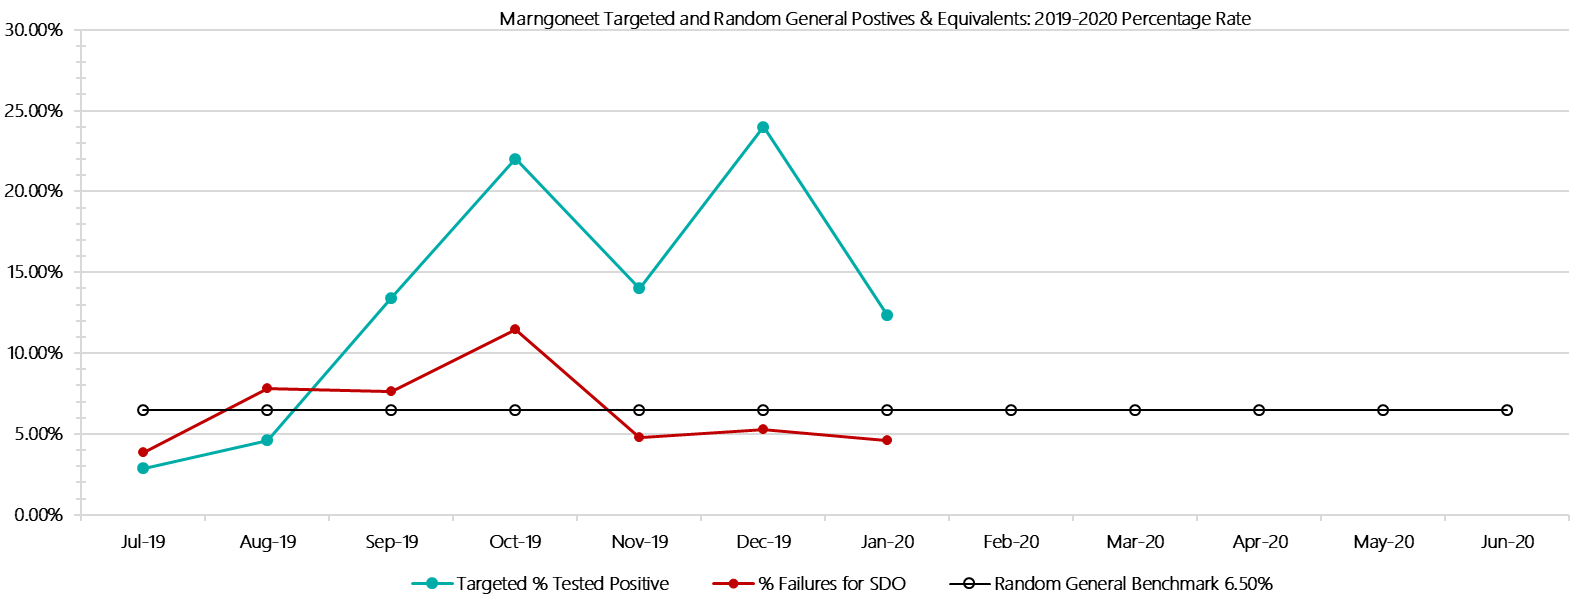 Marngoneet Targeted and Random General Postives & Equivalents: 2019-2020 Percentage Rate
30.00%
25.00%
20.00%
15.00%
10.00%
5.00%
0.00%
Jul-19 Aug-19 Sep-19 Oct-19 Nov-19 Dec-19 Jan-20 Feb-20 Mar-20 Apr-20 May-20 Jun-20
Targeted % Tested Positive % Failures for SDO Random General Benchmark 6.50%